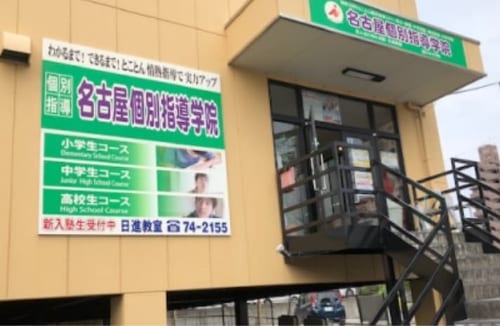 わかるまで！できるまで！とことん情熱指導で実力アップ
個別指導 名古屋個別指導学院
小学生コース
Elementary School Course
中学生コース
Junior High School Course
高校生コース
High School Course
新入塾生受付中 日進教室 ☎74-2155
名古屋個別指導学院